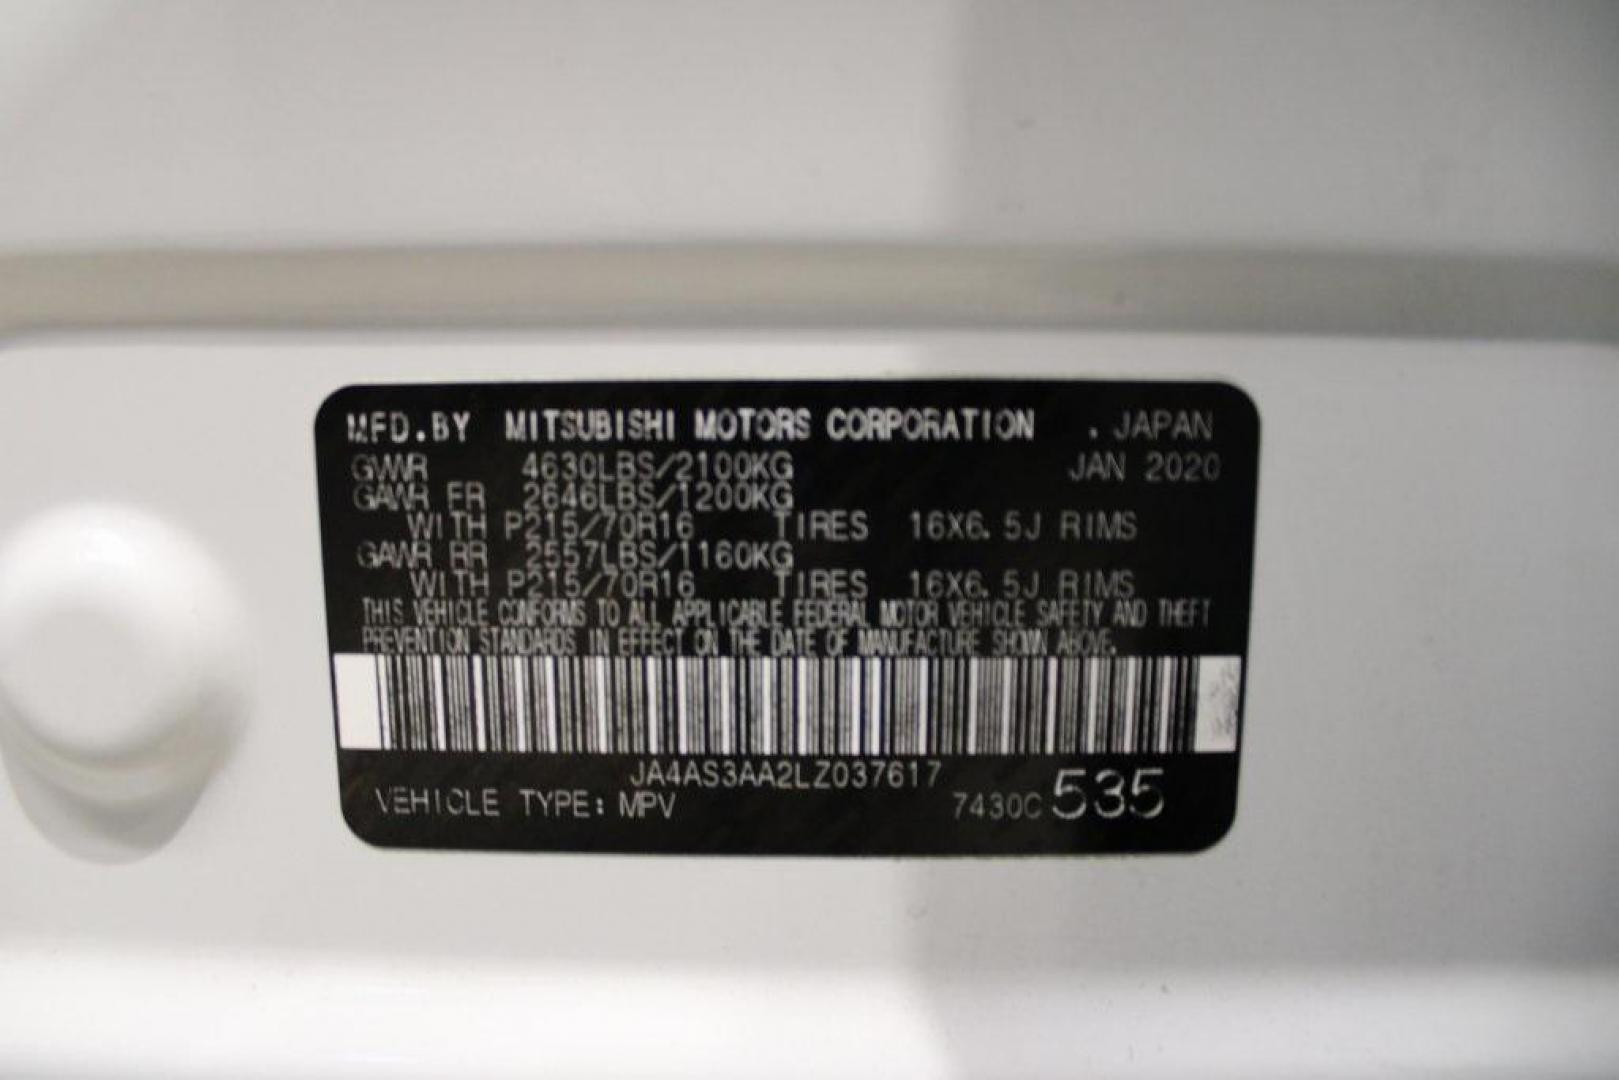 MFD.BY MITSUBISHI MOTORS CORPORATION . JAPAN
GVWR 4630LBS/2100KG JAN 2020
GAWR FR 2646LBS/1200KG
WITH P215/70R16 TIRES 16X6.5J RIMS
GAWR RR 2557LBS/1160KG
WITH P215/70R16 TIRES 16X6.5J RIMS
THIS VEHICLE CONFORMS TO ALL APPLICABLE FEDERAL MOTOR VEHICLE SAFETY AND THEFT
PREVENTION STANDARDS IN EFFECT ON THE DATE OF MANUFACTURE SHOWN ABOVE.
JA4AS3AA2LZ037617
VEHICLE TYPE: MPV 7430C 535